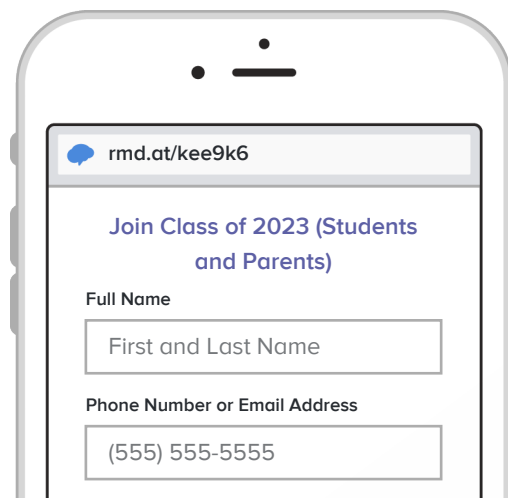 rmd.at/kee9k6
Join Class of 2023 (Students
and Parents)
Full Name
First and Last Name
Phone Number or Email Address
(555) 555-5555